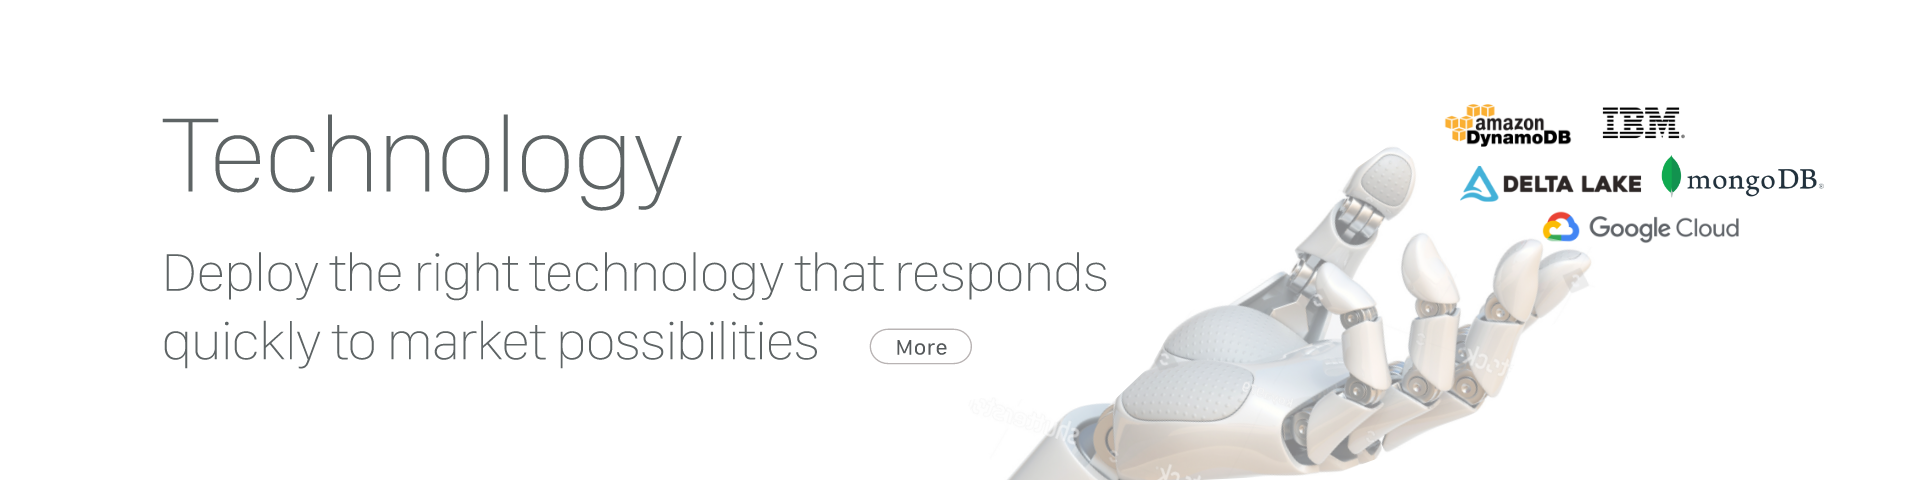 Technology
Deploy the right technology that responds
quickly to market possibilities
More
amazon
DynamoDB
IBM®
DELTA LAKE
mongoDB®
Google Cloud